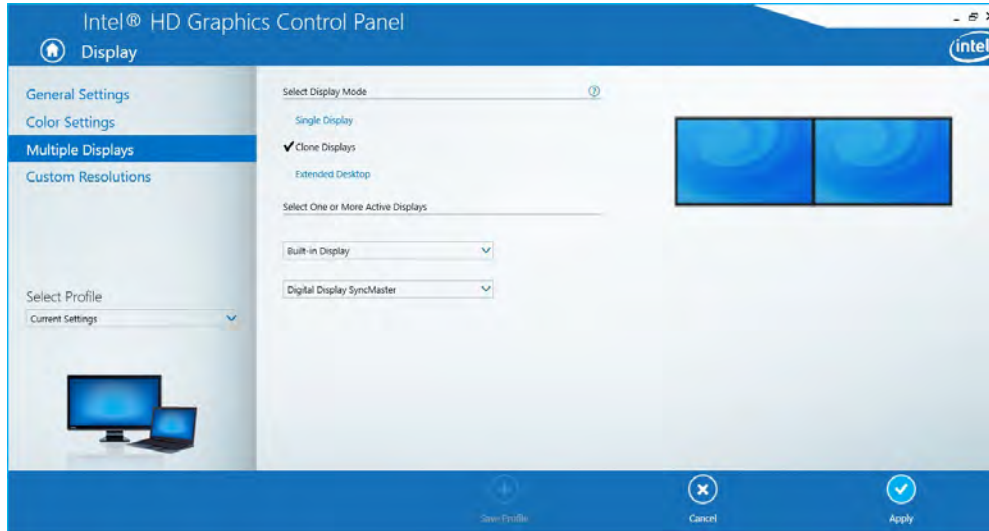 Intel® HD Graphics Control Panel
Display
intel
General Settings
Color Settings
Multiple Displays
Custom Resolutions
Select Profile
Current Settings
Select Display Mode
Single Display
Clone Displays
Extended Desktop
Select One or More Active Displays
Built-in Display
Digital Display SyncMaster
Save Profile
Cancel
Apply